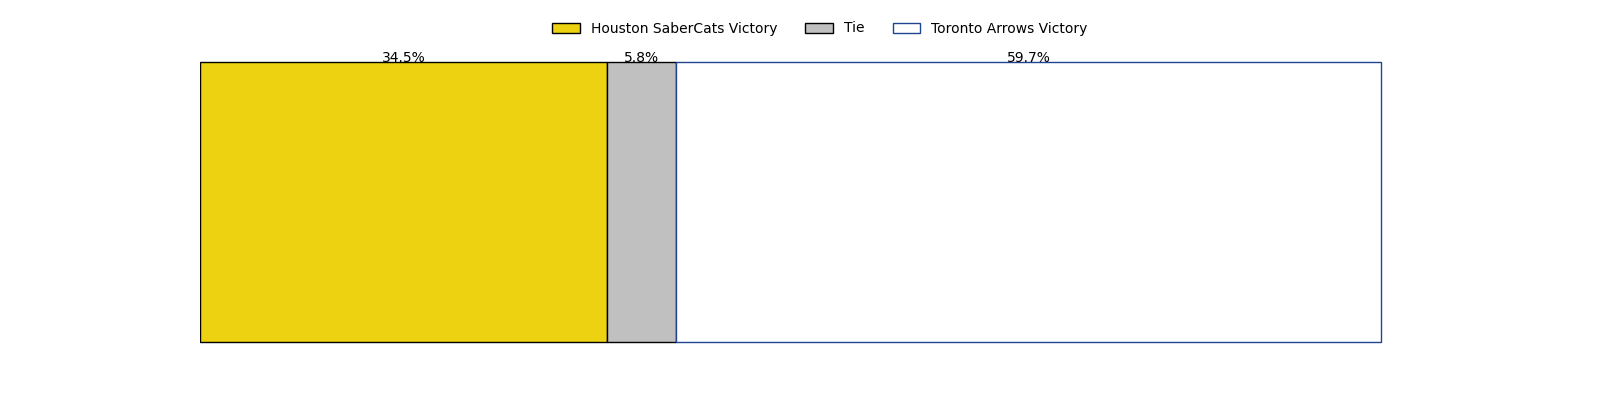 Houston SaberCats Victory Tie Toronto Arrows Victory
34.5% 5.8% 59.7%